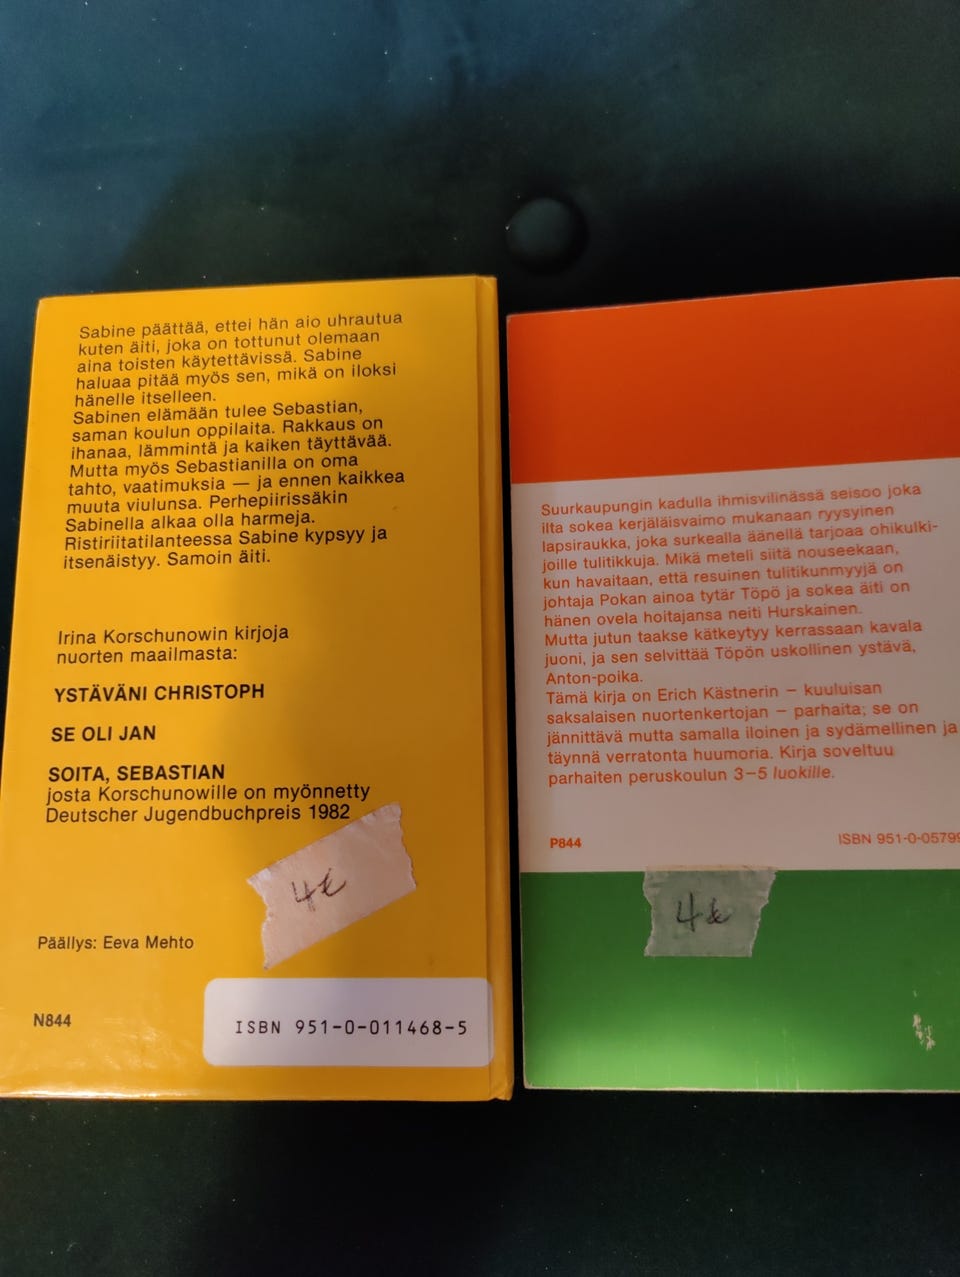 Sabine päättää, ettei hän aio uhrautua
kuten äiti, joka on tottunut olemaan
aina toisten käytettävissä. Sabine
haluaa pitää myös sen, mikä on iloksi
hänelle itselleen.
Sabinen elämään tulee Sebastian,
saman koulun oppilaita. Rakkaus on
ihanaa, lämmintä ja kaiken täyttävää.
Mutta myös Sebastianilla on oma
tahto, vaatimuksia — ja ennen kaikkea
muuta viulunsa. Perhepiirissäkin
Sabinella alkaa olla harmeja.
Ristiriitatilanteessa Sabine kypsyy ja
itsenäistyy. Samoin äiti.
Irina Korschunowin kirjoja
nuorten maailmasta:
YSTÄVÄNI CHRISTOPH
SE OLI JAN
SOITA, SEBASTIAN
josta Korschunowille on myönnetty
Deutscher Jugendbuchpreis 1982
4€
Päällys: Eeva Mehto
N844
ISBN 951-0-011468-5
Suurkaupungin kadulla ihmisvilinässä seisoo joka
ilta sokea kerjäläisvaimo mukanaan ryysyinen
lapsiraukka, joka surkealla äänellä tarjoaa ohikulki-
joille tulitikkuja. Mikä meteli siitä nouseekaan,
kun havaitaan, että resuinen tulitikunmyyjä on
johtaja Pokan ainoa tytär Töpö ja sokea äiti on
hänen ovela hoitajansa neiti Hurskainen.
Mutta jutun taakse kätkeytyy kerrassaan kavala
juoni, ja sen selvittää Töpön uskollinen ystävä,
Anton-poika.
Tämä kirja on Erich Kästnerin – kuuluisan
saksalaisen nuortenkertojan – parhaita; se on
jännittävä mutta samalla iloinen ja sydämellinen ja
täynnä verratonta huumoria. Kirja soveltuu
parhaiten peruskoulun 3–5 luokille.
P844
ISBN 951-0-05799
4€